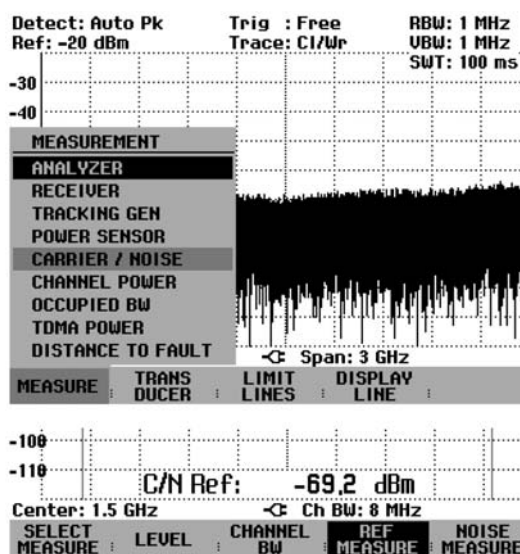 Detect: Auto Pk Trig : Free RBW: 1 MHz
Ref: -20 dBm Trace: Cl/Wr VBW: 1 MHz
SWT: 100 ms
-30
-40
MEASUREMENT
ANALYZER
RECEIVER
TRACKING GEN
POWER SENSOR
CARRIER / NOISE
CHANNEL POWER
OCCUPIED BW
TDMA POWER
DISTANCE TO FAULT
Span: 3 GHz
MEASURE TRANS DUCER LIMIT LINES DISPLAY LINE
-100
-110
C/N Ref: -69,2 dBm
Center: 1.5 GHz Ch BW: 8 MHz
SELECT MEASURE LEVEL CHANNEL BW REF MEASURE NOISE MEASURE